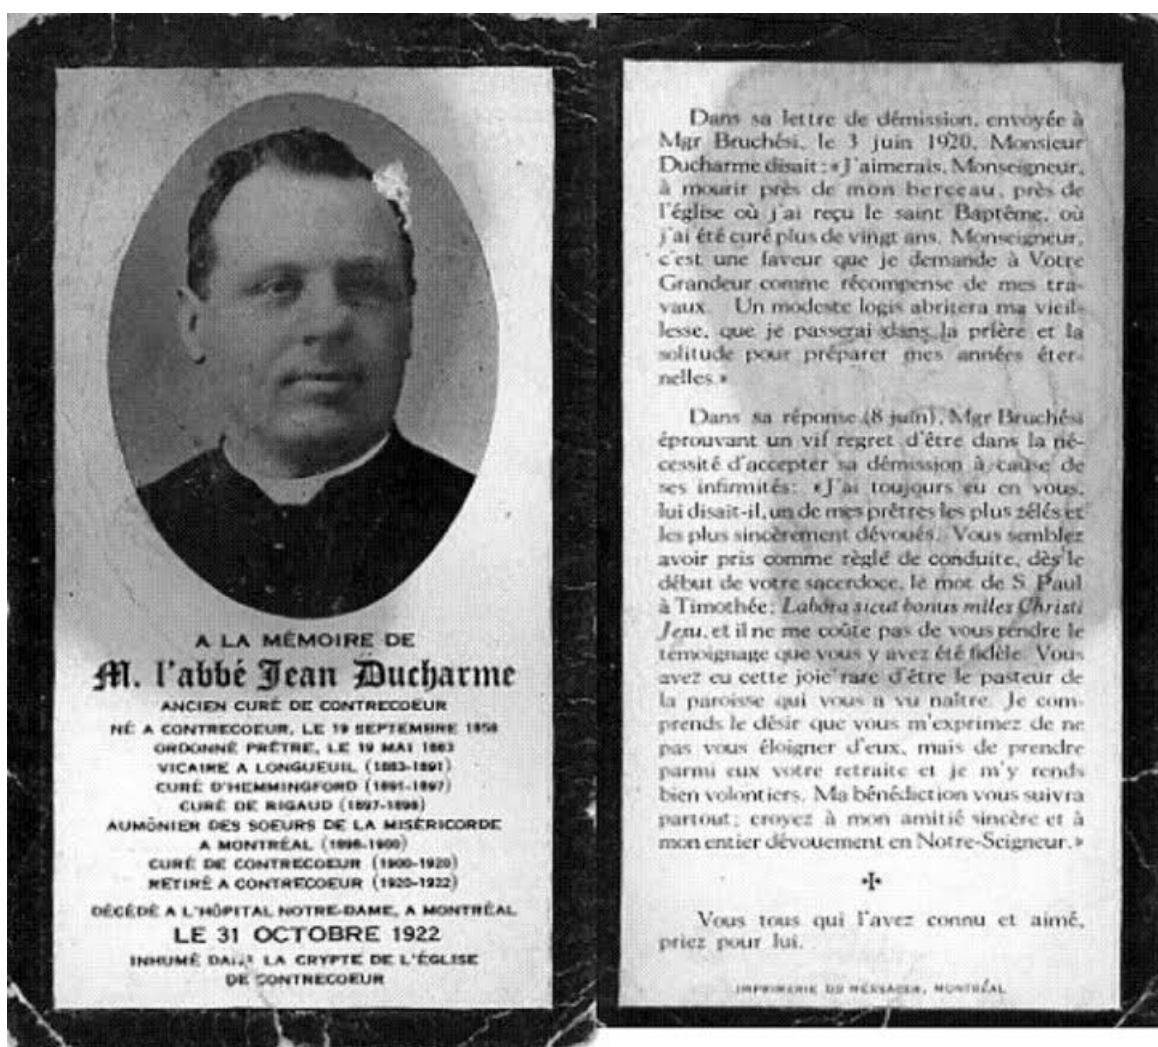 A LA MÉMOIRE DE
M. l'abbé Jean Ducharme
ANCIEN CURÉ DE CONTRECOEUR
NÉ A CONTRECOEUR, LE 19 SEPTEMBRE 1858
ORDONNÉ PRÊTRE, LE 19 MAI 1883
VICAIRE A LONGUEUIL (1883-1891)
CURÉ D'HEMMINGFORD (1891-1897)
CURÉ DE RIGAUD (1897-1898)
AUMÔNIER DES SOEURS DE LA MISÉRICORDE
A MONTRÉAL (1898-1900)
CURÉ DE CONTRECOEUR (1900-1920)
RETIRÉ A CONTRECOEUR (1920-1922)
DÉCÉDÉ A L'HÔPITAL NOTRE-DAME, A MONTRÉAL
LE 31 OCTOBRE 1922
INHUMÉ LA CRYPTE DE L'ÉGLISE
DE CONTRECOEUR
Dans sa lettre de démission, envoyée à
Mgr Bruchési, le 3 juin 1920, Monsieur
Ducharme disait : «J'aimerais, Monseigneur,
à mourir près de mon berceau, près de
l'église où j'ai reçu le saint Baptême, où
j'ai été curé plus de vingt ans. Monseigneur,
c'est une faveur que je demande à Votre
Grandeur comme récompense de mes tra-
vaux. Un modeste logis abritera ma vieil-
lesse, que je passerai dans la prière et la
solitude pour préparer mes années éter-
nelles.»
Dans sa réponse (8 juin), Mgr Bruchési
éprouvant un vif regret d'être dans la né-
cessité d'accepter sa démission à cause de
ses infirmités: «J'ai toujours eu en vous,
lui disait-il, un de mes prêtres les plus zélés et
les plus sincèrement dévoués. Vous semblez
avoir pris comme règle de conduite, dès le
début de votre sacerdoce, le mot de S. Paul
à Timothée: Labora sicut bonus miles Christi
Jesu, et il ne me coûte pas de vous rendre le
témoignage que vous y avez été fidèle. Vous
avez eu cette joie rare d'être le pasteur de
la paroisse qui vous a vu naître. Je com-
prends le désir que vous m'exprimez de ne
pas vous éloigner d'eux, mais de prendre
parmi eux votre retraite et je m'y rends
bien volontiers. Ma bénédiction vous suivra
partout; croyez à mon amitié sincère et à
mon entier dévouement en Notre-Seigneur.»
Vous tous qui l'avez connu et aimé,
priez pour lui.
IMPRIMERIE DU MESSAGER, MONTRÉAL